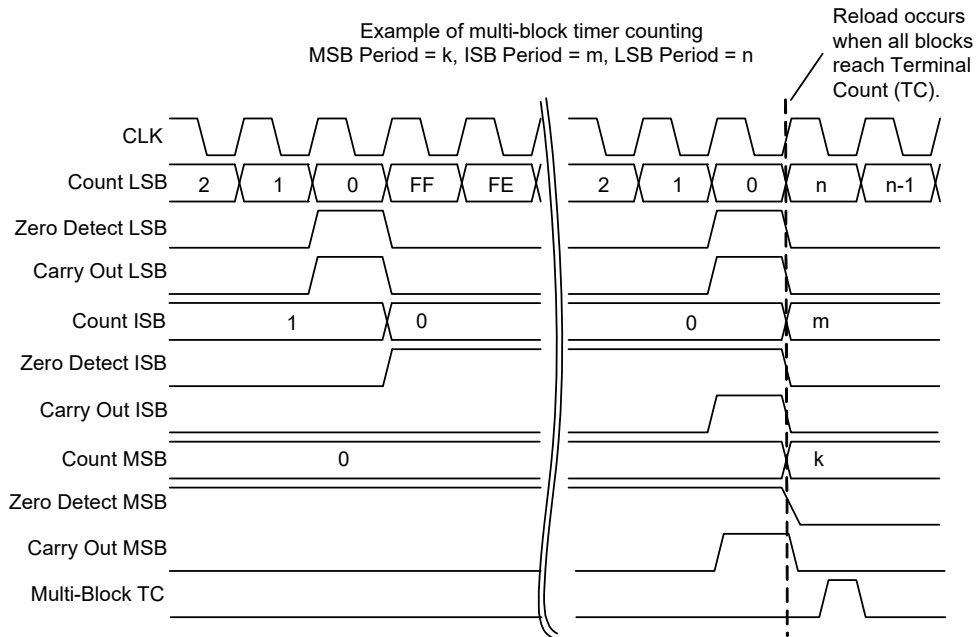 Example of multi-block timer counting
MSB Period = k, ISB Period = m, LSB Period = n
Reload occurs
when all blocks
reach Terminal
Count (TC).
CLK
Count LSB 2 1 0 FF FE 2 1 0 n n-1
Zero Detect LSB
Carry Out LSB
Count ISB 1 0 0 m
Zero Detect ISB
Carry Out ISB
Count MSB 0 k
Zero Detect MSB
Carry Out MSB
Multi-Block TC